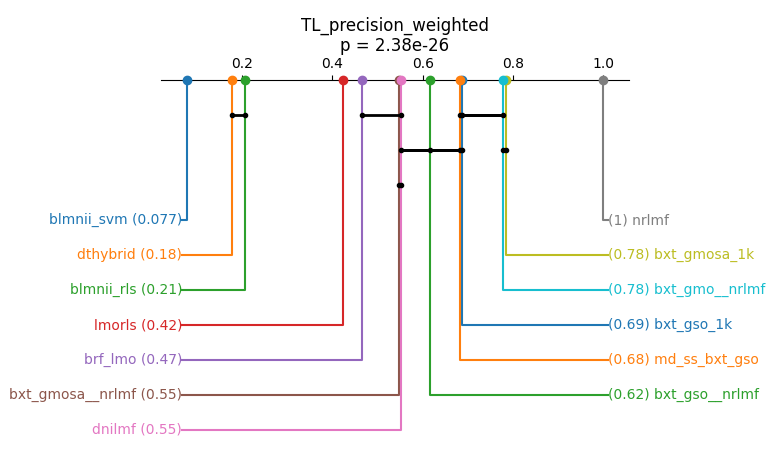 TL_precision_weighted
p = 2.38e-26
0.2 0.4 0.6 0.8 1.0
blmnii_svm (0.077) (1) nrlmf
dthybrid (0.18) (0.78) bxt_gmosa_1k
blmnii_rls (0.21) (0.78) bxt_gmo__nrlmf
lmorls (0.42) (0.69) bxt_gso_1k
brf_lmo (0.47) (0.68) md_ss_bxt_gso
bxt_gmosa__nrlmf (0.55) (0.62) bxt_gso__nrlmf
dnilmf (0.55)